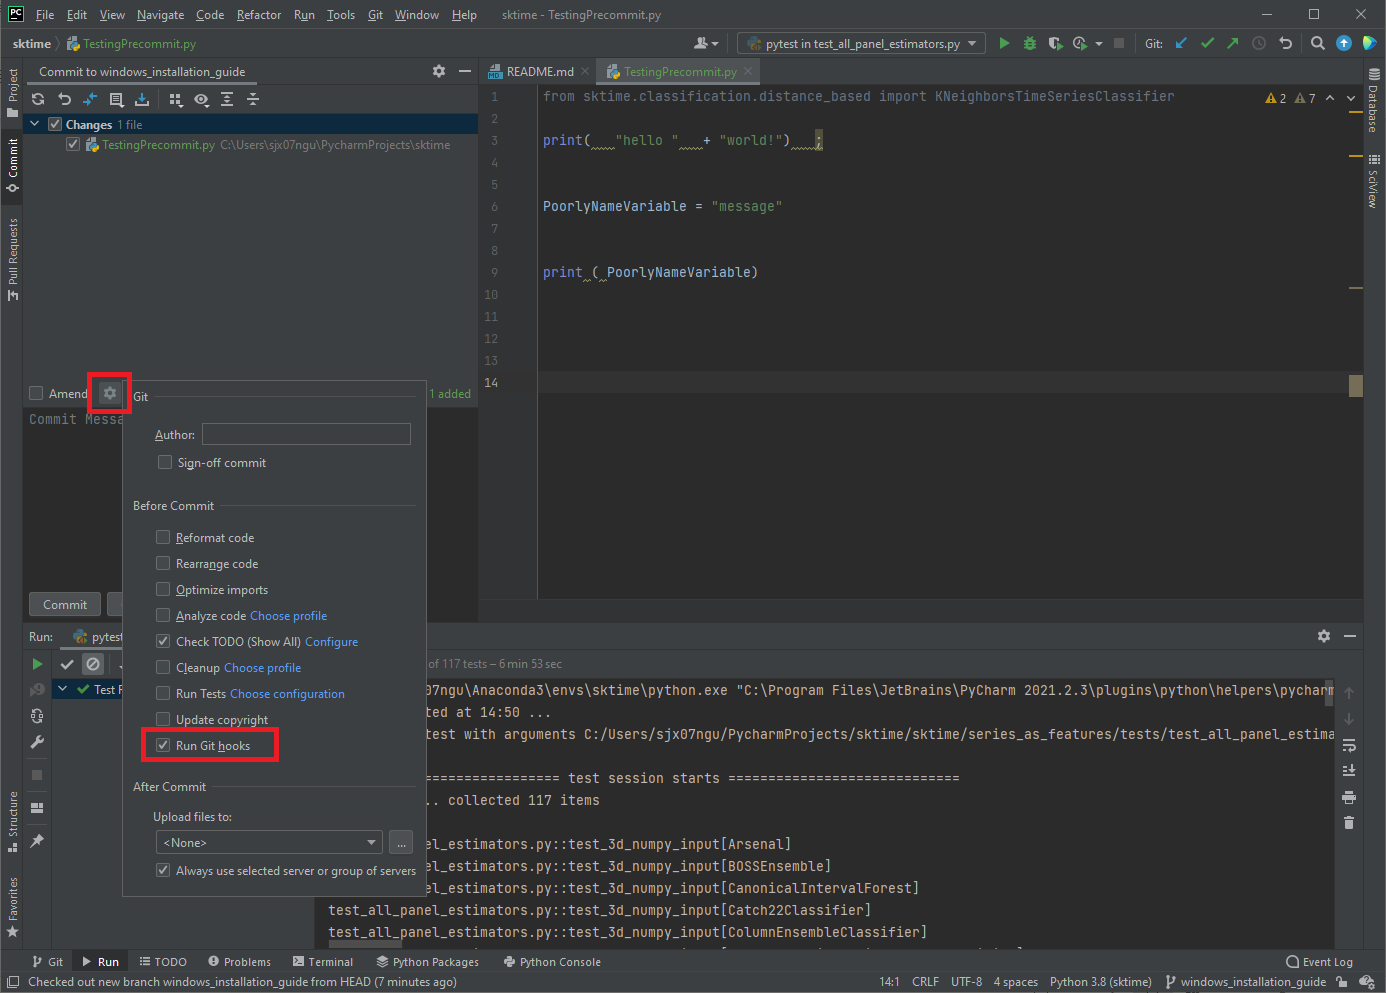 PC File Edit View Navigate Code Refactor Run Tools Git Window Help sktime - TestingPrecommit.py
sktime TestingPrecommit.py pytest in test_all_panel_estimators.py Git:
Project
Commit
Pull Requests
Structure
Favorites
Commit to windows_installation_guide
Changes 1 file
TestingPrecommit.py C:\Users\sjx07ngu\PycharmProjects\sktime
Amend
1 added
Commit Messa
Git
Author:
Sign-off commit
Before Commit
Reformat code
Rearrange code
Optimize imports
Analyze code Choose profile
Check TODO (Show All) Configure
Cleanup Choose profile
Run Tests Choose configuration
Update copyright
Run Git hooks
After Commit
Upload files to:
<None>
...
Always use selected server or group of servers
Commit
MD README.md TestingPrecommit.py
2 7
1 from sktime.classification.distance_based import KNeighborsTimeSeriesClassifier
2
3 print(   "hello "   + "world!")   ;
4
5
6 PoorlyNameVariable = "message"
7
8
9 print ( PoorlyNameVariable)
10
11
12
13
14
Database
SciView
Run: pytest
of 117 tests – 6 min 53 sec
Test R
07ngu\Anaconda3\envs\sktime\python.exe "C:\Program Files\JetBrains\PyCharm 2021.2.3\plugins\python\helpers\pycharm
ted at 14:50 ...
test with arguments C:/Users/sjx07ngu/PycharmProjects/sktime/sktime/series_as_features/tests/test_all_panel_estima
================= test session starts =============================
.. collected 117 items
el_estimators.py::test_3d_numpy_input[Arsenal]
el_estimators.py::test_3d_numpy_input[BOSSEnsemble]
el_estimators.py::test_3d_numpy_input[CanonicalIntervalForest]
test_all_panel_estimators.py::test_3d_numpy_input[Catch22Classifier]
test_all_panel_estimators.py::test_3d_numpy_input[ColumnEnsembleClassifier]
Git Run TODO Problems Terminal Python Packages Python Console Event Log
Checked out new branch windows_installation_guide from HEAD (7 minutes ago) 14:1 CRLF UTF-8 4 spaces Python 3.8 (sktime) windows_installation_guide